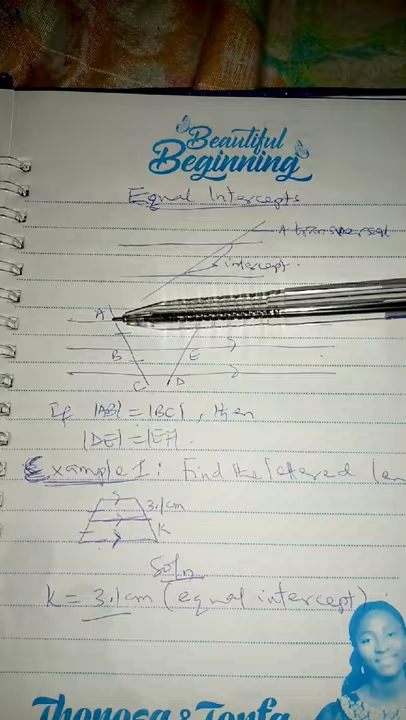 Beautiful
Beginning
Equal Intercepts
A transversal
intercept.
A
B
E
C
D
If |AB| = |BC|, then
|DE| = |EF|.
Example 1: Find the lettered
3.1cm
K
Soln
K = 3.1cm (equal intercept)